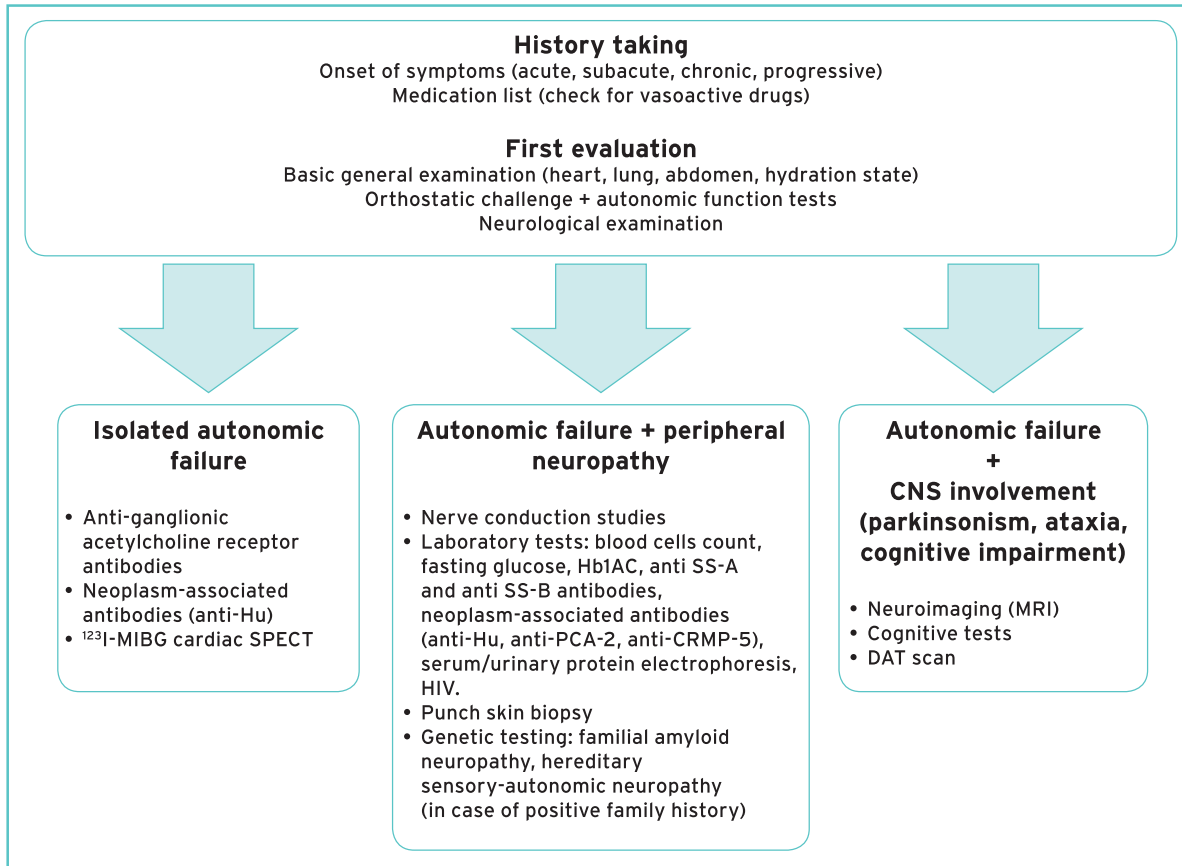 History taking
Onset of symptoms (acute, subacute, chronic, progressive)
Medication list (check for vasoactive drugs)
First evaluation
Basic general examination (heart, lung, abdomen, hydration state)
Orthostatic challenge + autonomic function tests
Neurological examination
Isolated autonomic
failure
• Anti-ganglionic
acetylcholine receptor
antibodies
• Neoplasm-associated
antibodies (anti-Hu)
• ¹²³I-MIBG cardiac SPECT
Autonomic failure + peripheral
neuropathy
• Nerve conduction studies
• Laboratory tests: blood cells count,
fasting glucose, Hb1AC, anti SS-A
and anti SS-B antibodies,
neoplasm-associated antibodies
(anti-Hu, anti-PCA-2, anti-CRMP-5),
serum/urinary protein electrophoresis,
HIV.
• Punch skin biopsy
• Genetic testing: familial amyloid
neuropathy, hereditary
sensory-autonomic neuropathy
(in case of positive family history)
Autonomic failure
+
CNS involvement
(parkinsonism, ataxia,
cognitive impairment)
• Neuroimaging (MRI)
• Cognitive tests
• DAT scan